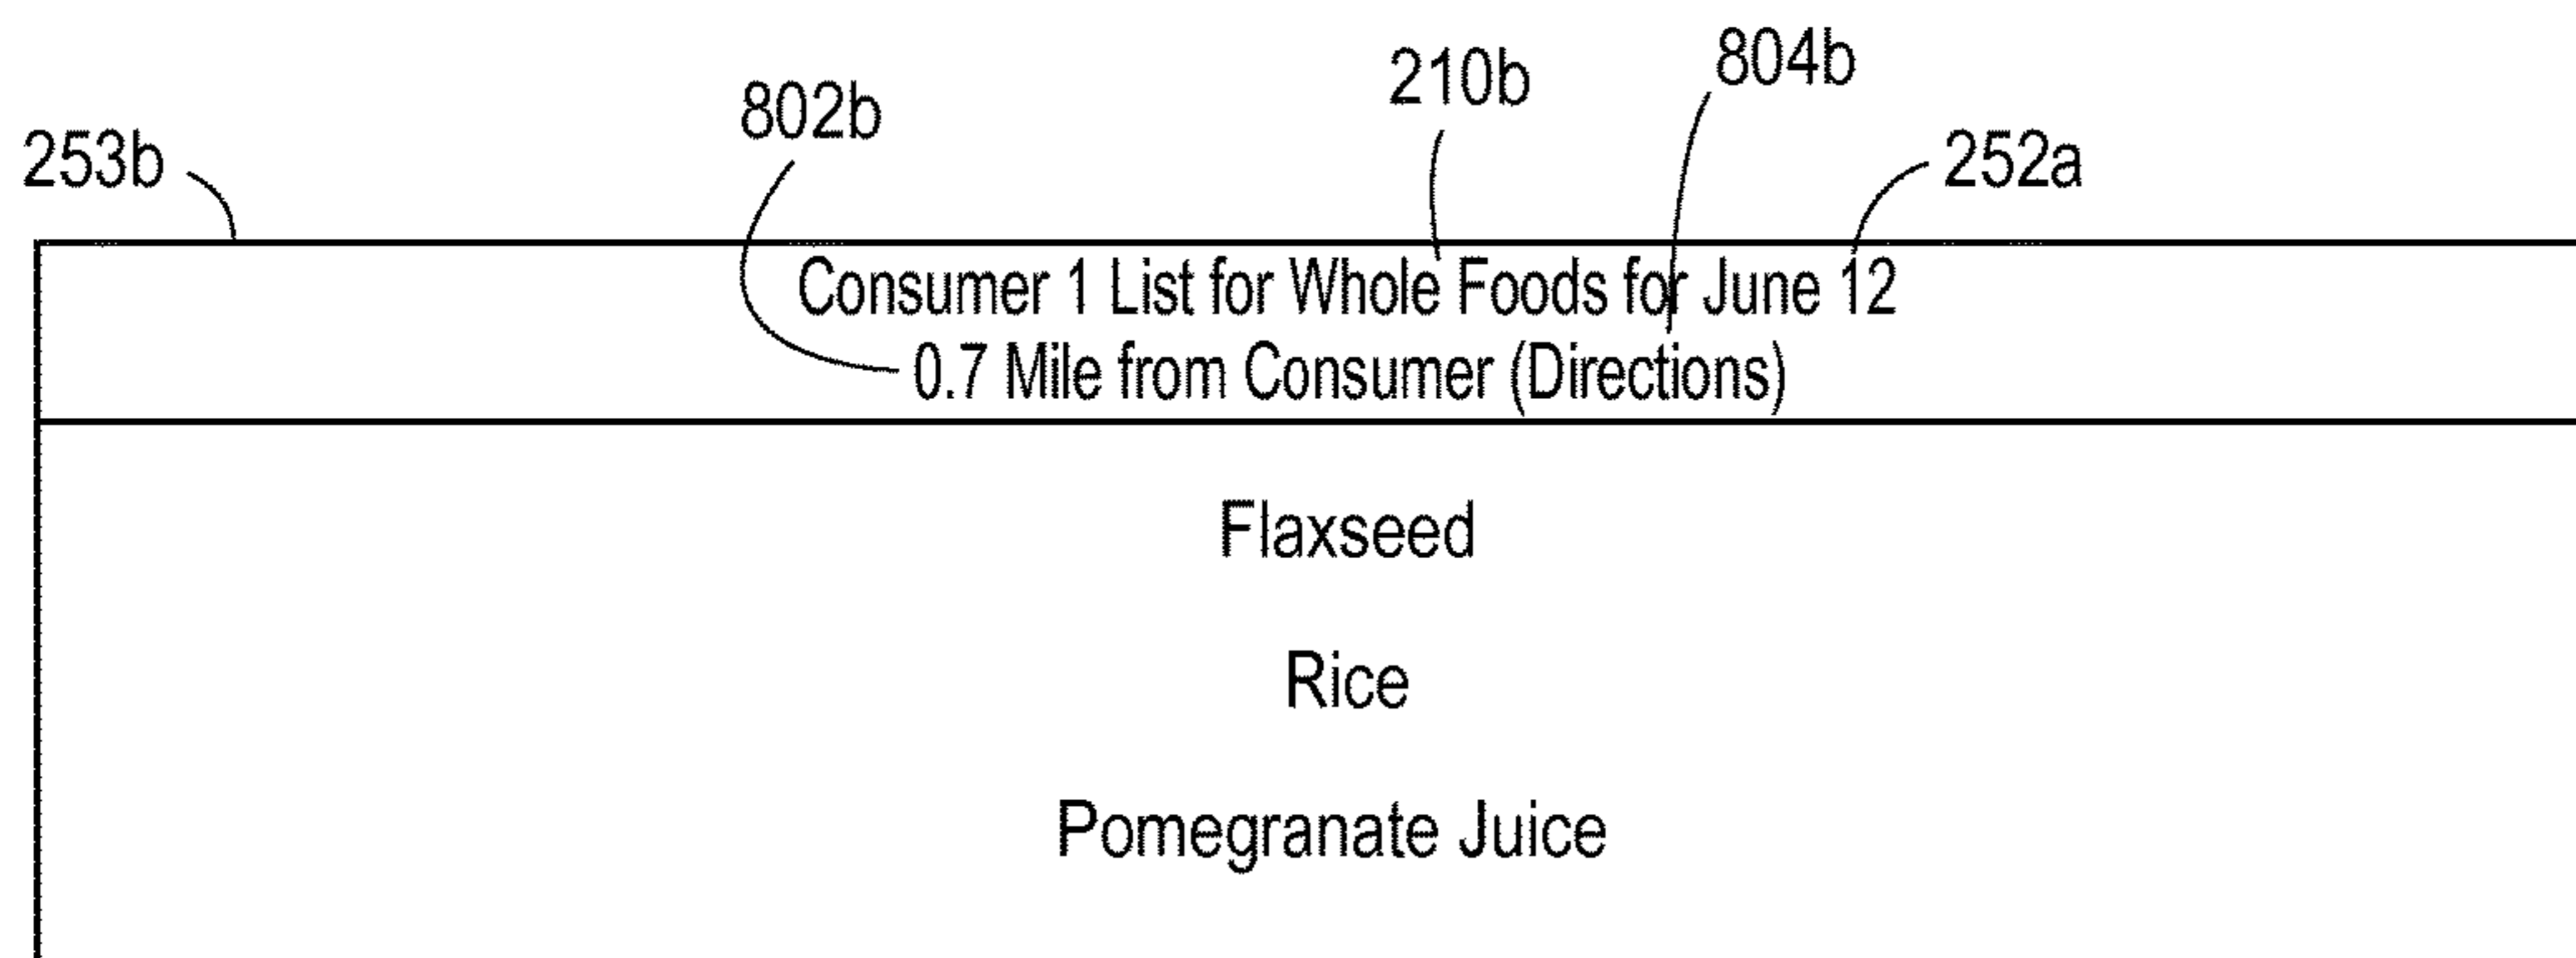 804b
210b
802b
253b
252a
Consumer 1 List for Whole Foods for June 12
0.7 Mile from Consumer (Directions)
Flaxseed
Rice
Pomegranate Juice